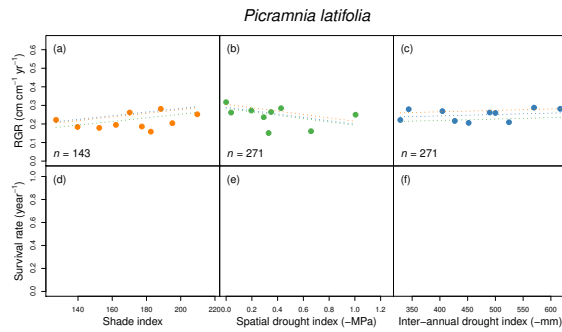 Picramnia latifolia
(a)
(b)
(c)
RGR (cm cm⁻¹ yr⁻¹)
0.0 0.1 0.2 0.3 0.4 0.5 0.6
n = 143
n = 271
n = 271
(d)
(e)
(f)
Survival rate (year⁻¹)
0.0 0.2 0.4 0.6 0.8 1.0
140 160 180 200 220
0.0 0.2 0.4 0.6 0.8 1.0 1.2
350 400 450 500 550 600
Shade index
Spatial drought index (−MPa)
Inter−annual drought index (−mm)